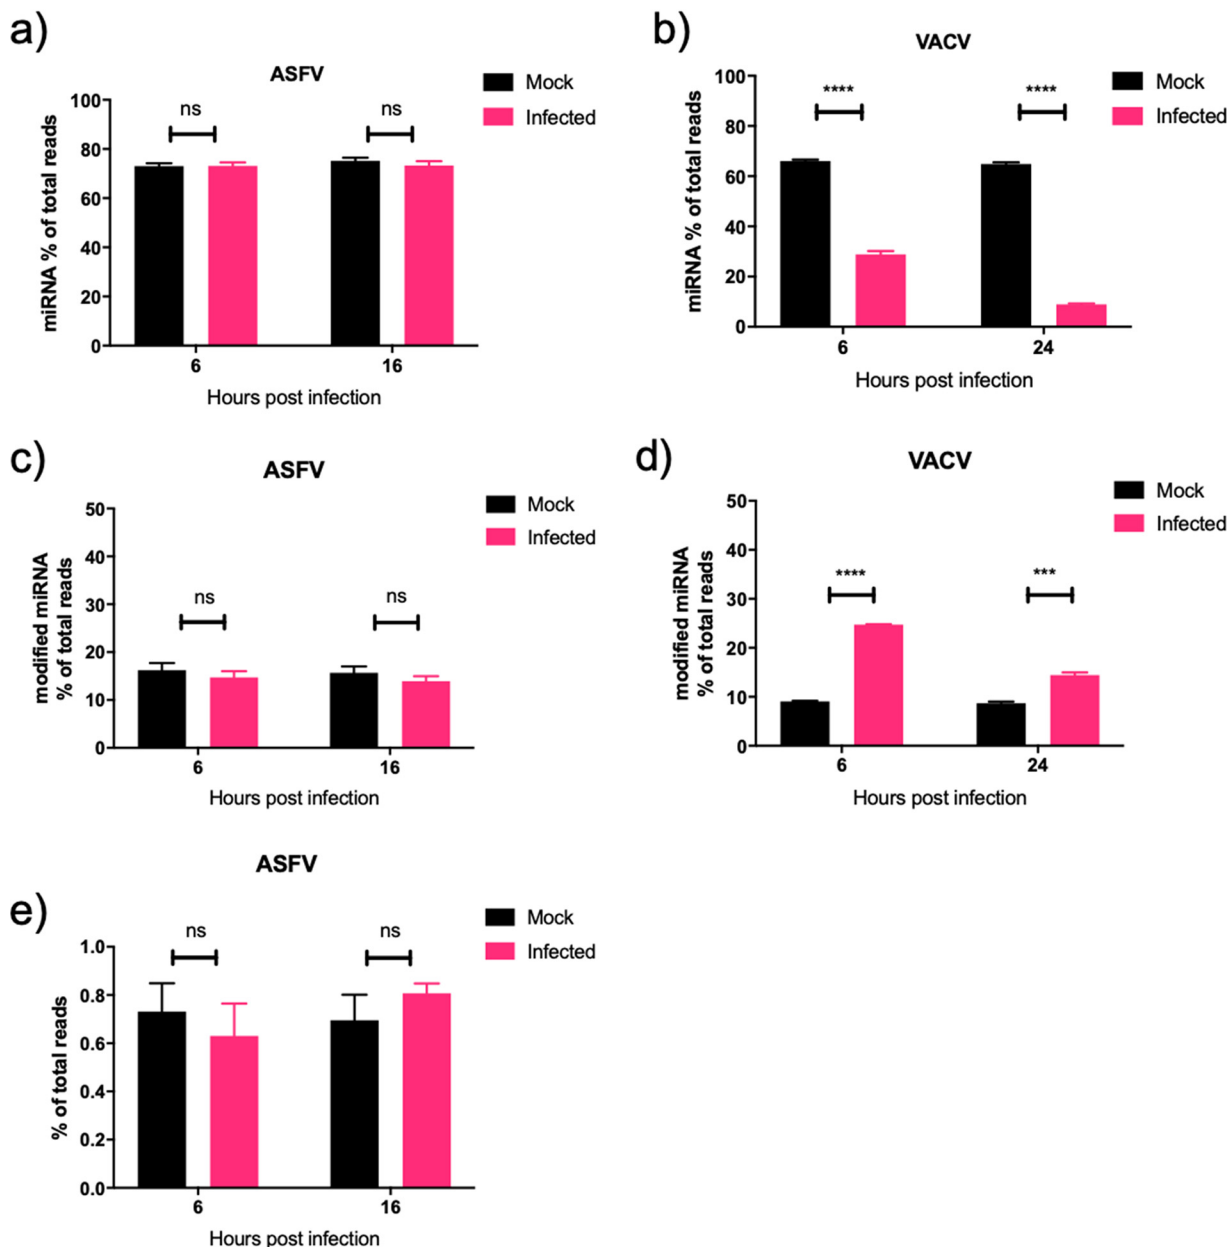 a)
ASFV
Mock
Infected
ns
ns
miRNA % of total reads
100
80
60
40
20
0
6
16
Hours post infection
b)
VACV
Mock
Infected
****
****
miRNA % of total reads
100
80
60
40
20
0
6
24
Hours post infection
c)
ASFV
Mock
Infected
ns
ns
modified miRNA
% of total reads
50
40
30
20
10
0
6
16
Hours post infection
d)
VACV
Mock
Infected
****
***
modified miRNA
% of total reads
50
40
30
20
10
0
6
24
Hours post infection
e)
ASFV
Mock
Infected
ns
ns
% of total reads
1.0
0.8
0.6
0.4
0.2
0.0
6
16
Hours post infection